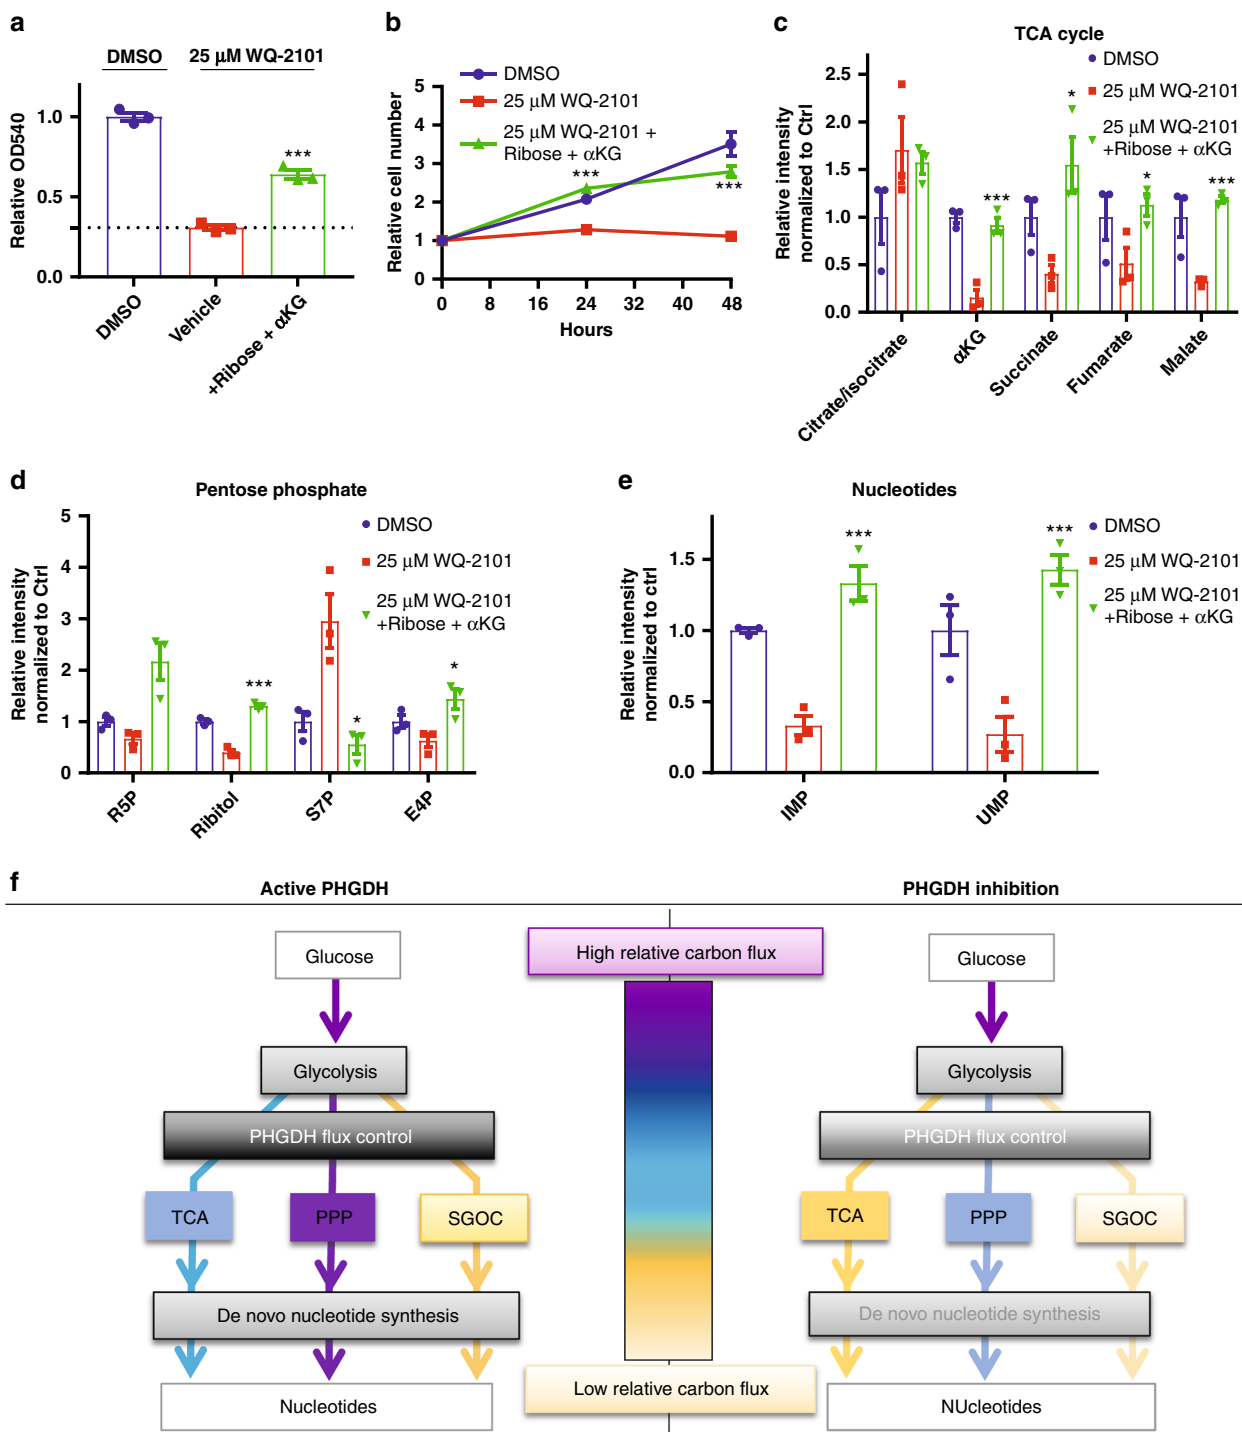 a
DMSO
25 μM WQ-2101
Relative OD540
1.0
0.5
0.0
***
DMSO
Vehicle
+Ribose + αKG
b
DMSO
25 μM WQ-2101
25 μM WQ-2101 +
Ribose + αKG
Relative cell number
5
4
3
2
1
0
***
***
0 8 16 24 32 40 48
Hours
c
TCA cycle
DMSO
25 μM WQ-2101
25 μM WQ-2101
+Ribose + αKG
Relative intensity
normalized to Ctrl
2.5
2.0
1.5
1.0
0.5
0.0
***
*
*
***
Citrate/isocitrate
αKG
Succinate
Fumarate
Malate
d
Pentose phosphate
DMSO
25 μM WQ-2101
25 μM WQ-2101
+Ribose + αKG
Relative intensity
normalized to Ctrl
5
4
3
2
1
0
***
*
*
R5P
Ribitol
S7P
E4P
e
Nucleotides
DMSO
25 μM WQ-2101
25 μM WQ-2101
+Ribose + αKG
Relative intensity
normalized to ctrl
1.5
1.0
0.5
0.0
***
***
IMP
UMP
f
Active PHGDH
PHGDH inhibition
Glucose
Glycolysis
PHGDH flux control
TCA
PPP
SGOC
De novo nucleotide synthesis
Nucleotides
High relative carbon flux
Low relative carbon flux
Glucose
Glycolysis
PHGDH flux control
TCA
PPP
SGOC
De novo nucleotide synthesis
NUcleotides